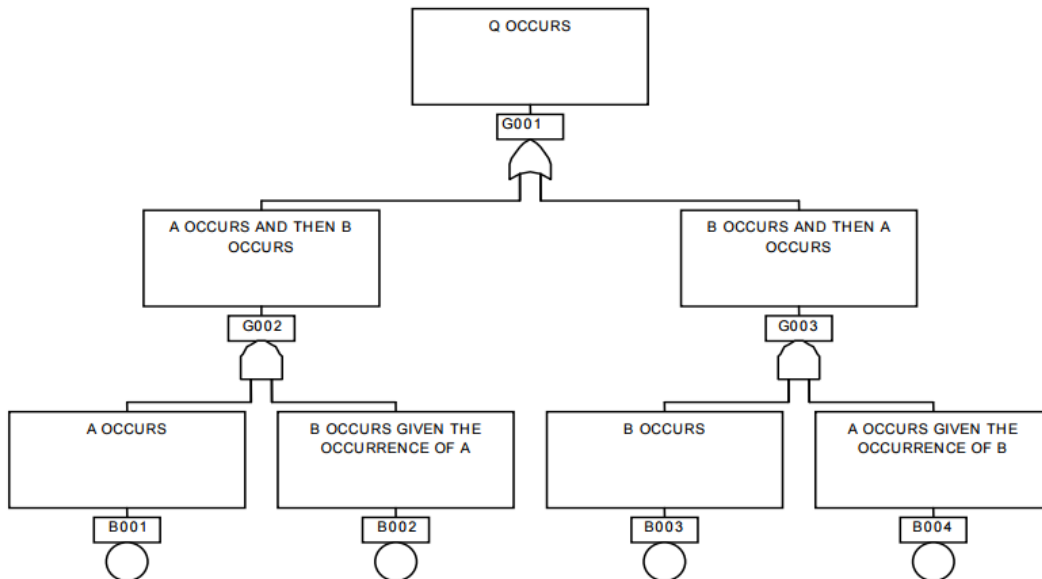 Q OCCURS
G001
A OCCURS AND THEN B
OCCURS
B OCCURS AND THEN A
OCCURS
G002
G003
A OCCURS
B OCCURS GIVEN THE
OCCURRENCE OF A
B OCCURS
A OCCURS GIVEN THE
OCCURRENCE OF B
B001
B002
B003
B004